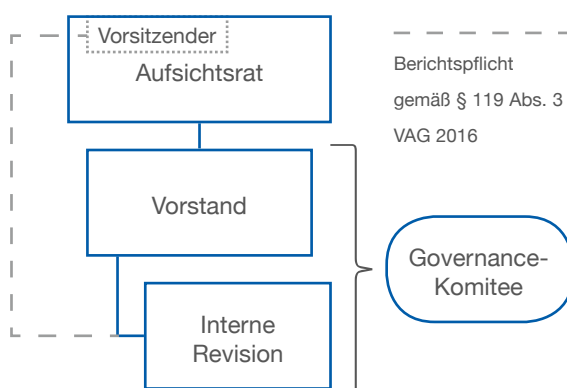 Vorsitzender
Aufsichtsrat
Berichtspflicht
gemäß § 119 Abs. 3
VAG 2016
Vorstand
Governance-
Komitee
Interne
Revision